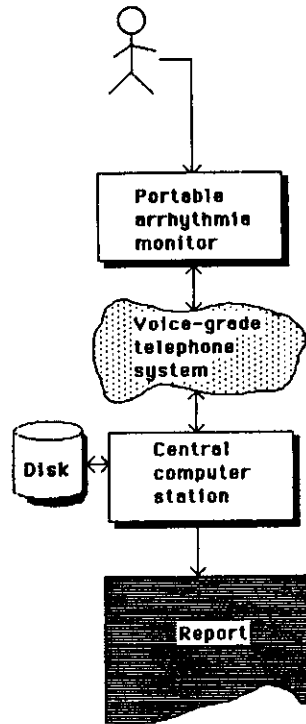 Portable
arrhythmia
monitor
Voice-grade
telephone
system
Central
computer
station
Disk
Report